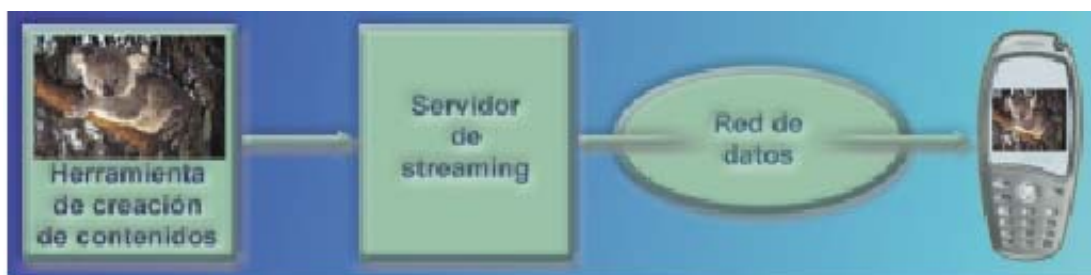 Herramienta
de creación
de contenidos
Servidor
de
streaming
Red de
datos